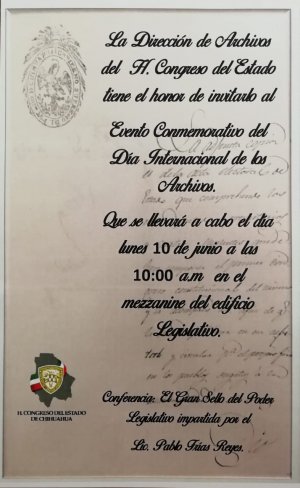 La Dirección de Archivos
del H. Congreso del Estado
tiene el honor de invitarlo al
Evento Conmemorativo del
Día Internacional de los
Archivos.
Que se llevará a cabo el día
lunes 10 de junio a las
10:00 a.m en el
mezzanine del edificio
Legislativo.
H. CONGRESO DEL ESTADO
DE CHIHUAHUA
Conferencia: El Gran Sello del Poder
Legislativo impartida por el
Lic. Pablo Frías Reyes.